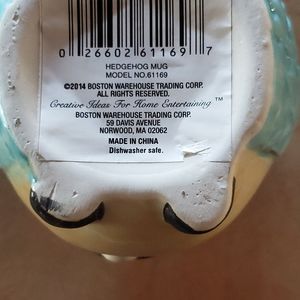 0 26602 61169 7
HEDGEHOG MUG
MODEL NO.61169
©2014 BOSTON WAREHOUSE TRADING CORP.
ALL RIGHTS RESERVED.
Creative Ideas For Home Entertaining™
BOSTON WAREHOUSE TRADING CORP.
59 DAVIS AVENUE
NORWOOD, MA 02062
MADE IN CHINA
Dishwasher safe.